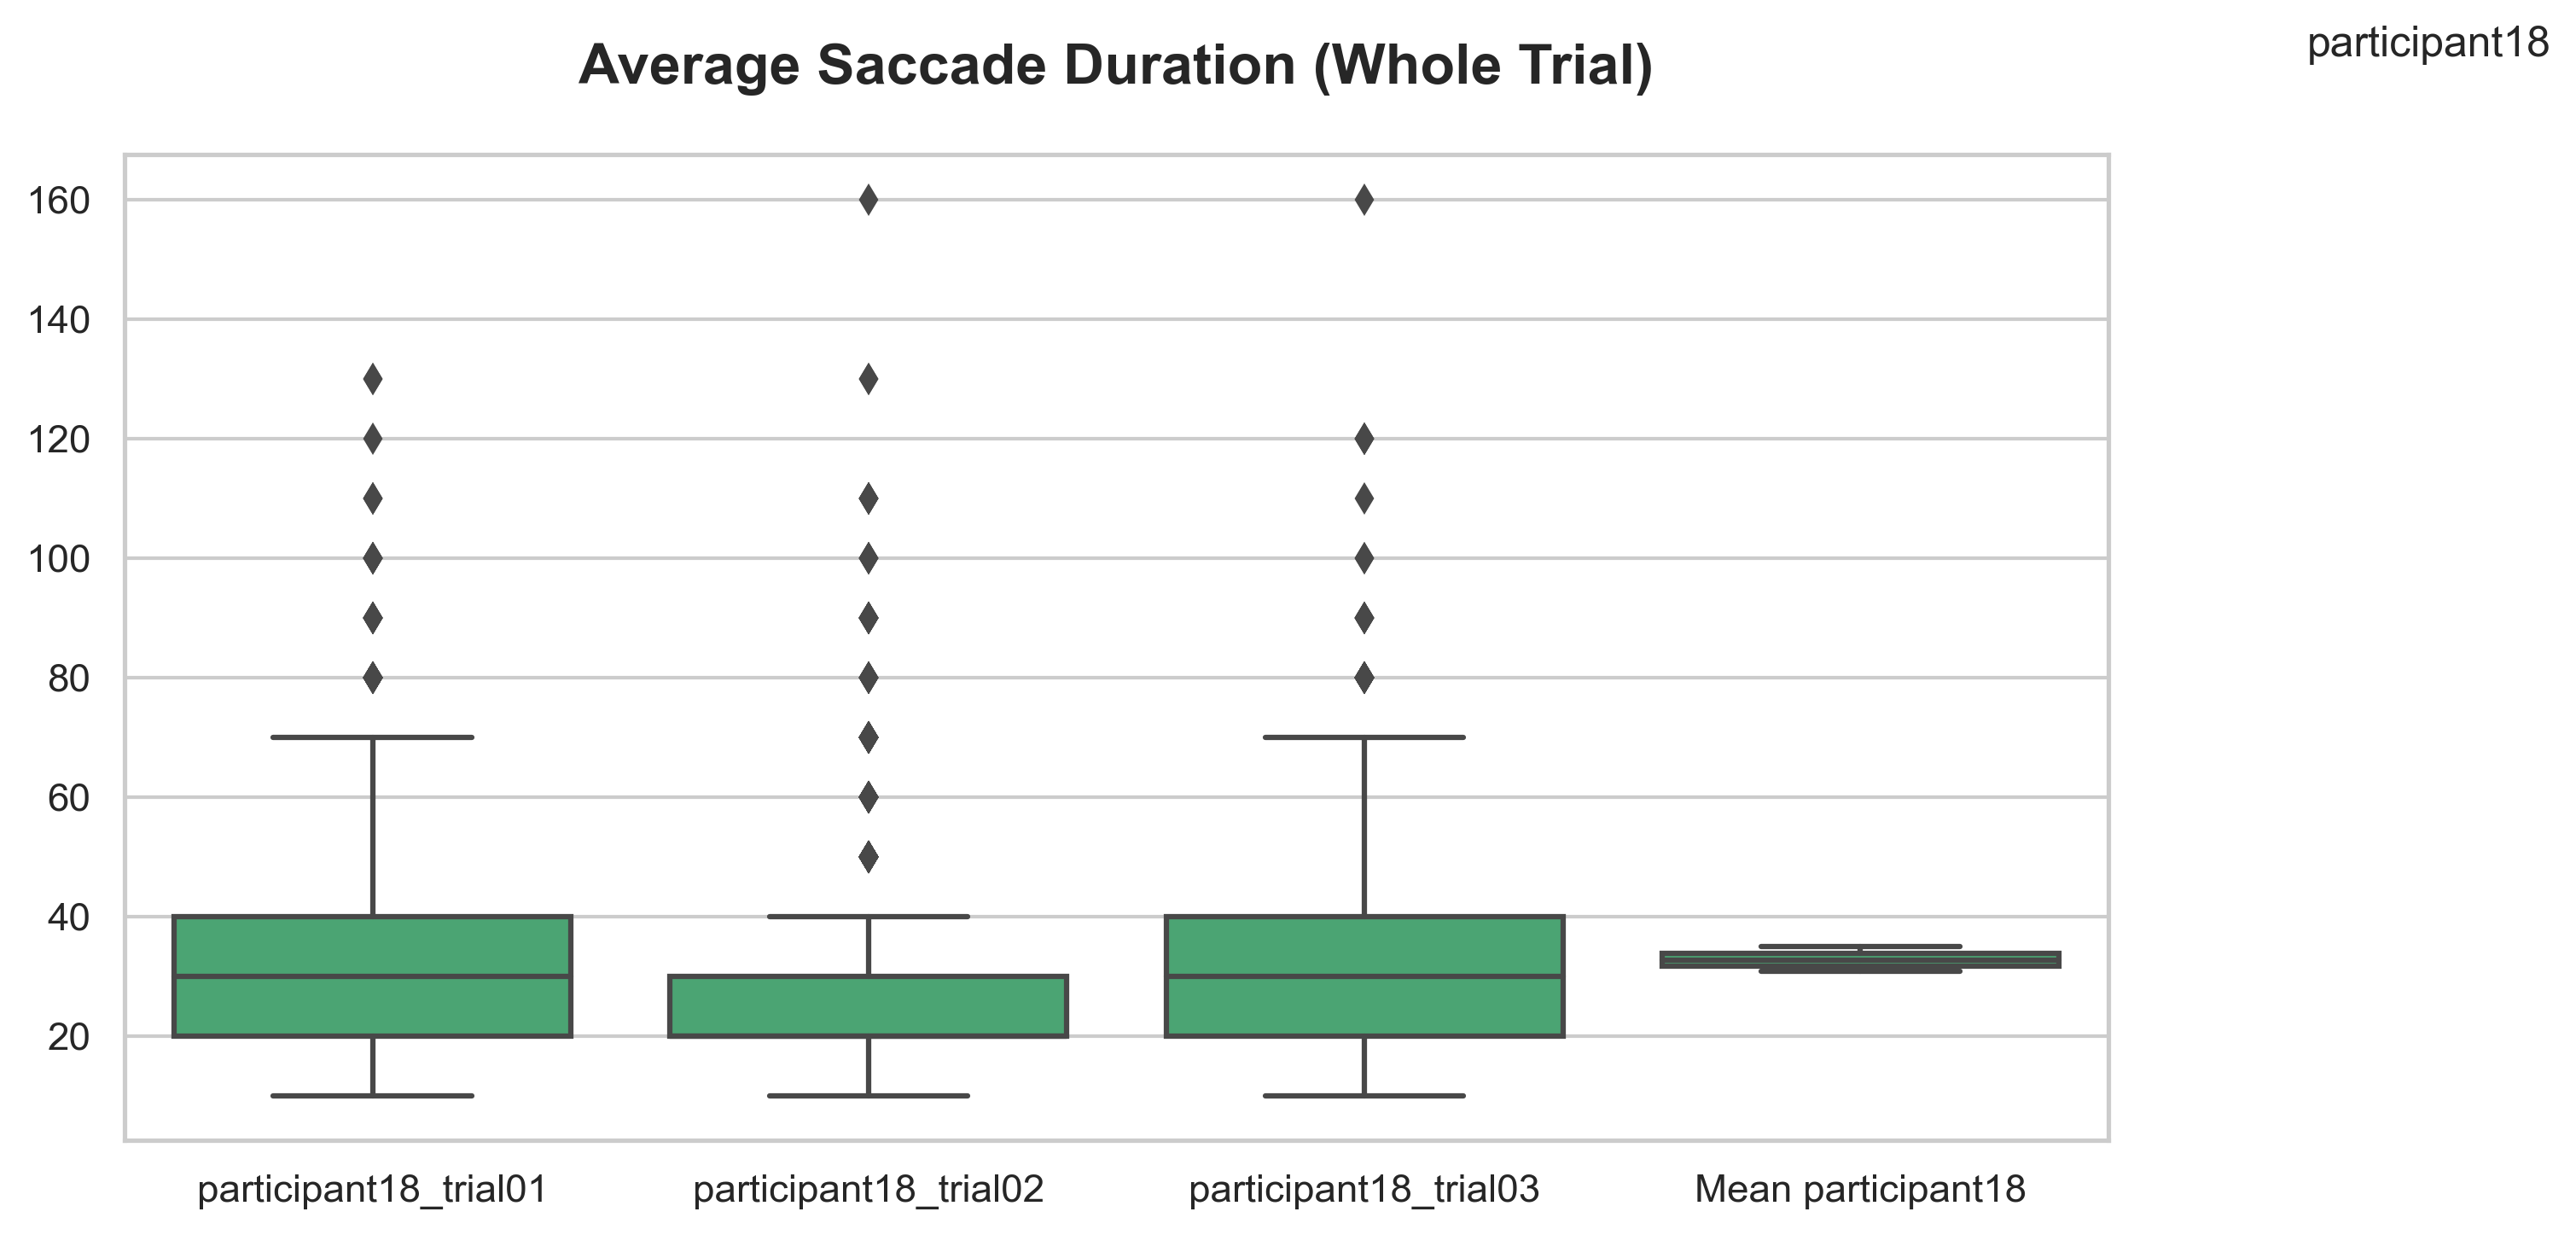 participant18
Average Saccade Duration (Whole Trial)
160
140
120
100
80
60
40
20
participant18_trial01
participant18_trial02
participant18_trial03
Mean participant18